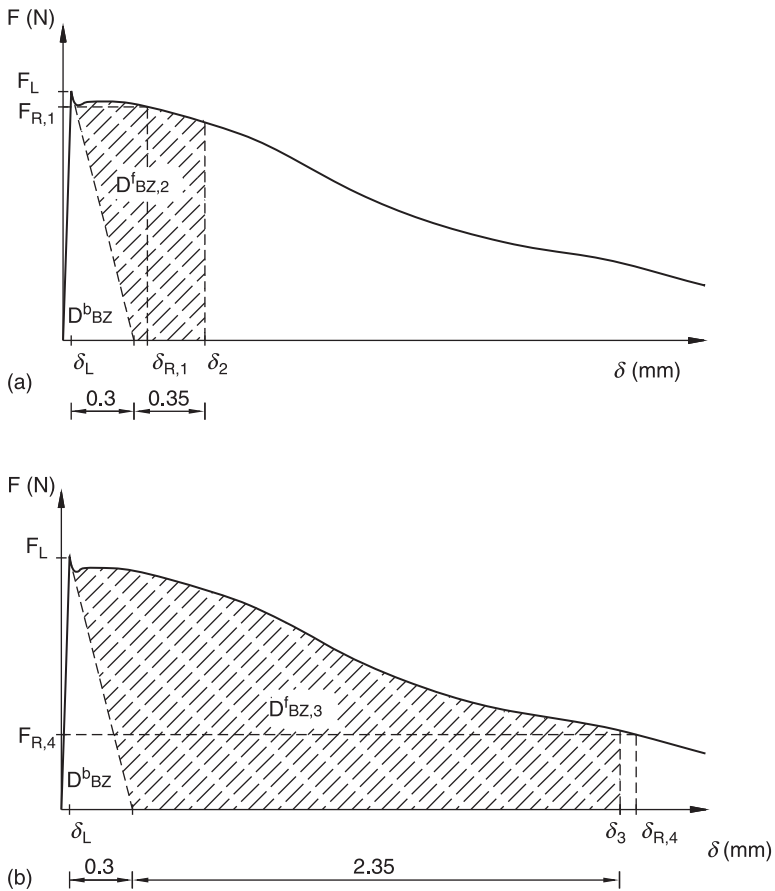 F (N)
F_L
F_R,1
D^f_BZ,2
D^b_BZ
δ_L δ_R,1 δ_2 δ (mm)
(a)
0.3 0.35
F (N)
F_L
D^f_BZ,3
F_R,4
D^b_BZ
δ_L δ_3 δ_R,4 δ (mm)
(b)
0.3 2.35